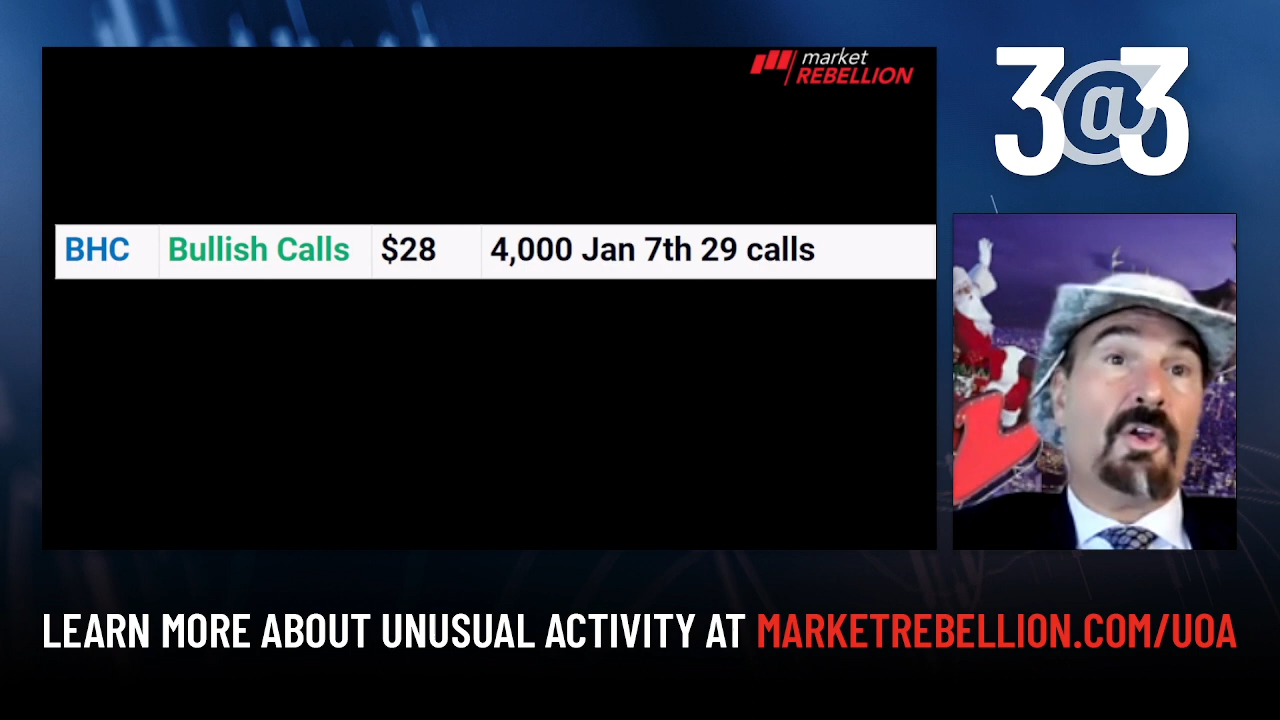 market
REBELLION
3@3
BHC Bullish Calls $28 4,000 Jan 7th 29 calls
LEARN MORE ABOUT UNUSUAL ACTIVITY AT MARKETREBELLION.COM/UOA